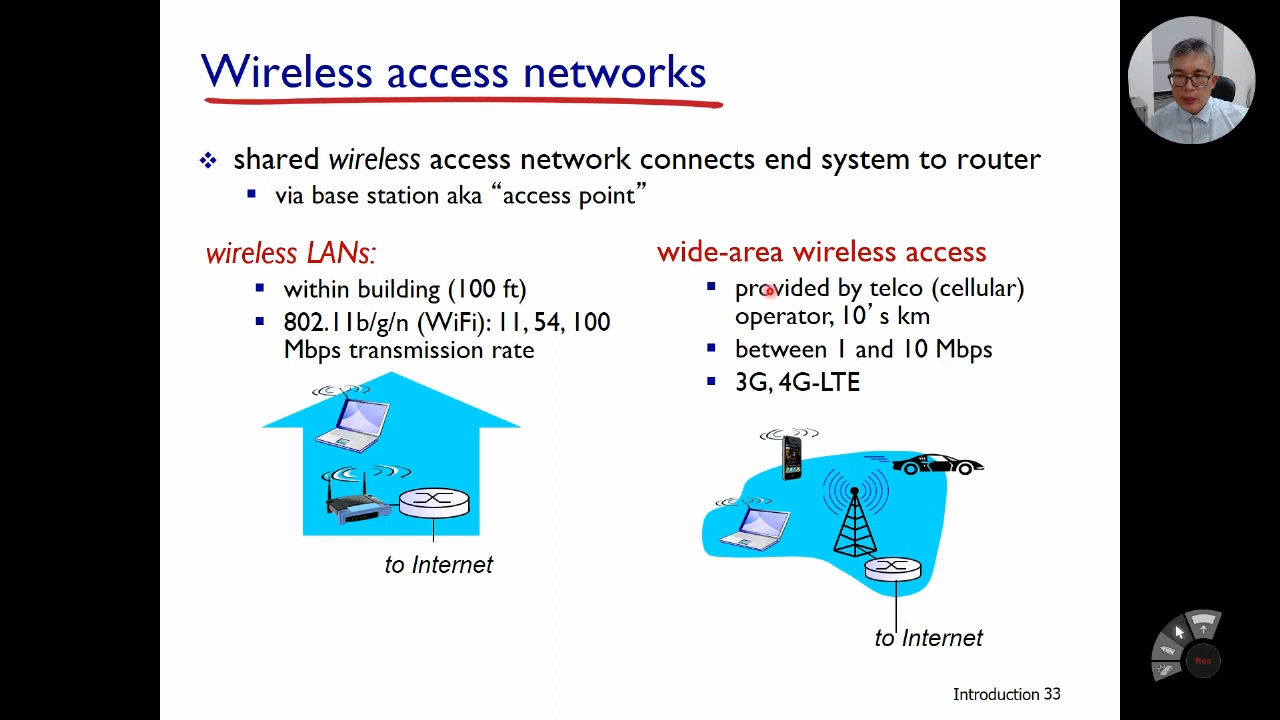 Wireless access networks
shared wireless access network connects end system to router
via base station aka “access point”
wireless LANs:
within building (100 ft)
802.11b/g/n (WiFi): 11, 54, 100
Mbps transmission rate
to Internet
wide-area wireless access
provided by telco (cellular)
operator, 10’ s km
between 1 and 10 Mbps
3G, 4G-LTE
to Internet
Introduction 33
Rec